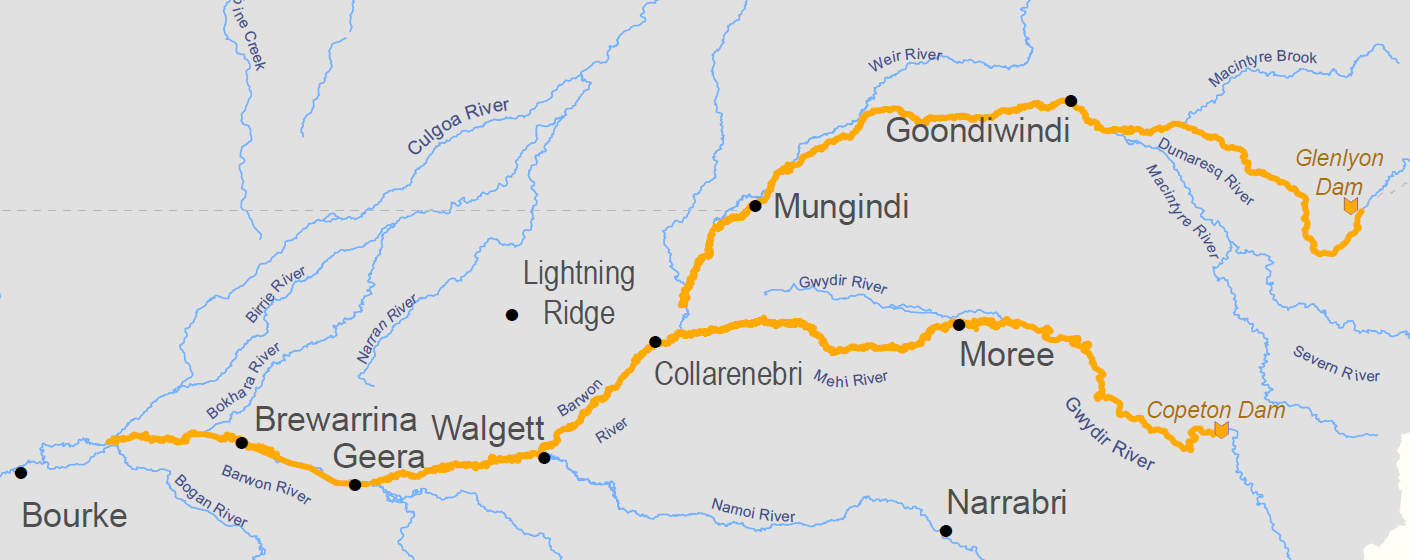 Pine Creek
Culgoa River
Weir River
Macintyre Brook
Goondiwindi
Glenlyon
Dam
Dumaresq River
Macintyre River
Mungindi
Lightning
Ridge
Birrie River
Narran River
Gwydir River
Moree
Collarenebri
Mehi River
Severn River
Bokhara River
Brewarrina
Walgett
Geera
Barwon
River
Copeton Dam
Gwydir River
Barwon River
Bogan River
Bourke
Namoi River
Narrabri